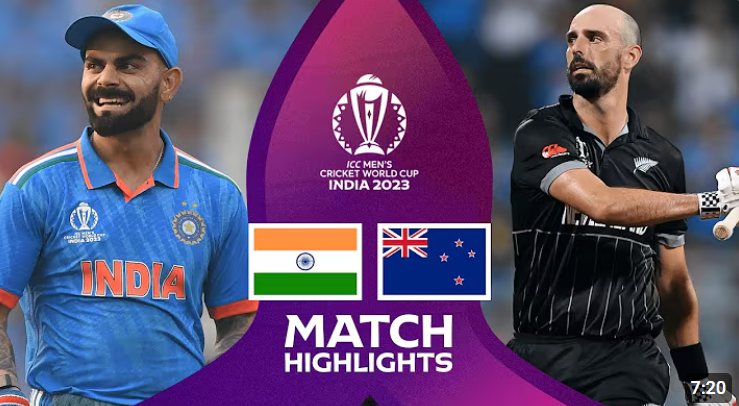 ICC MEN'S
CRICKET WORLD CUP
INDIA 2023
INDIA
MATCH
HIGHLIGHTS
7:20